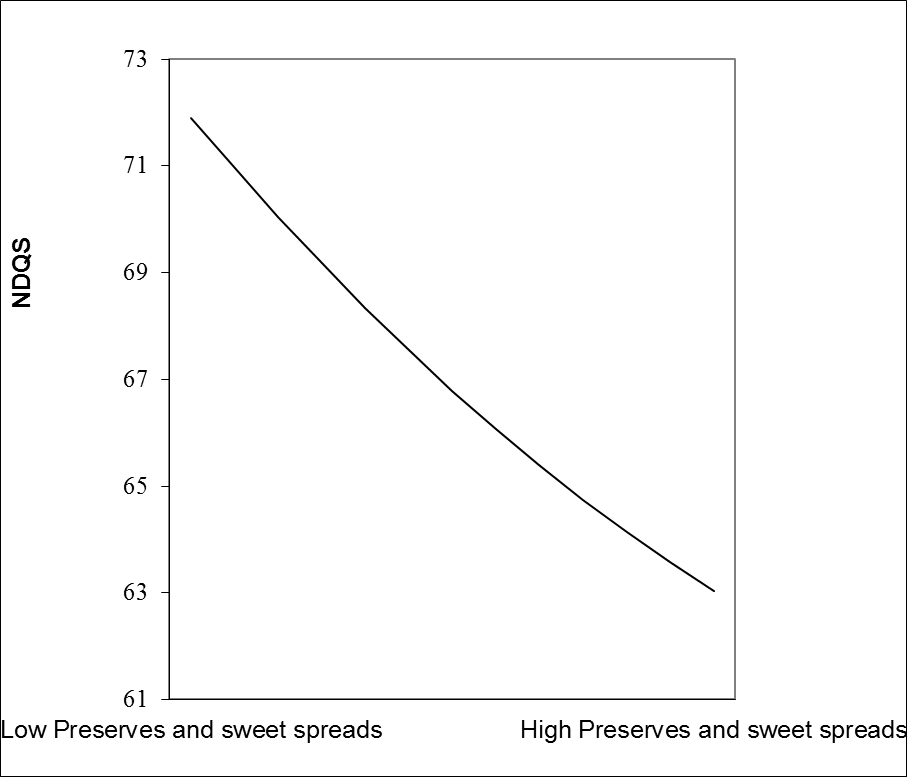 73
71
69
67
65
63
61
NDQS
Low Preserves and sweet spreads
High Preserves and sweet spreads